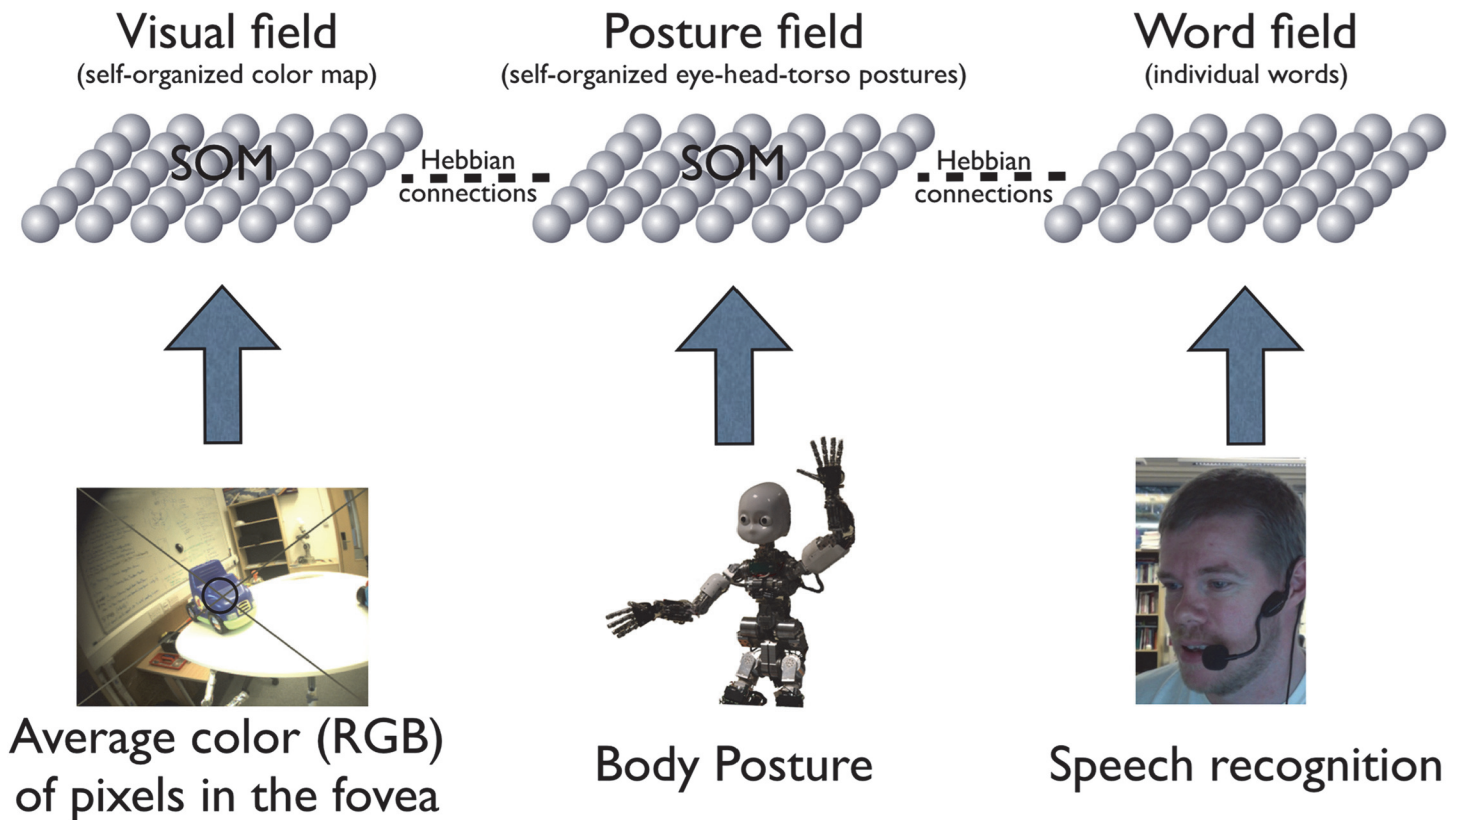 Visual field
(self-organized color map)
Posture field
(self-organized eye-head-torso postures)
Word field
(individual words)
SOM
Hebbian
connections
SOM
Hebbian
connections
Average color (RGB)
of pixels in the fovea
Body Posture
Speech recognition